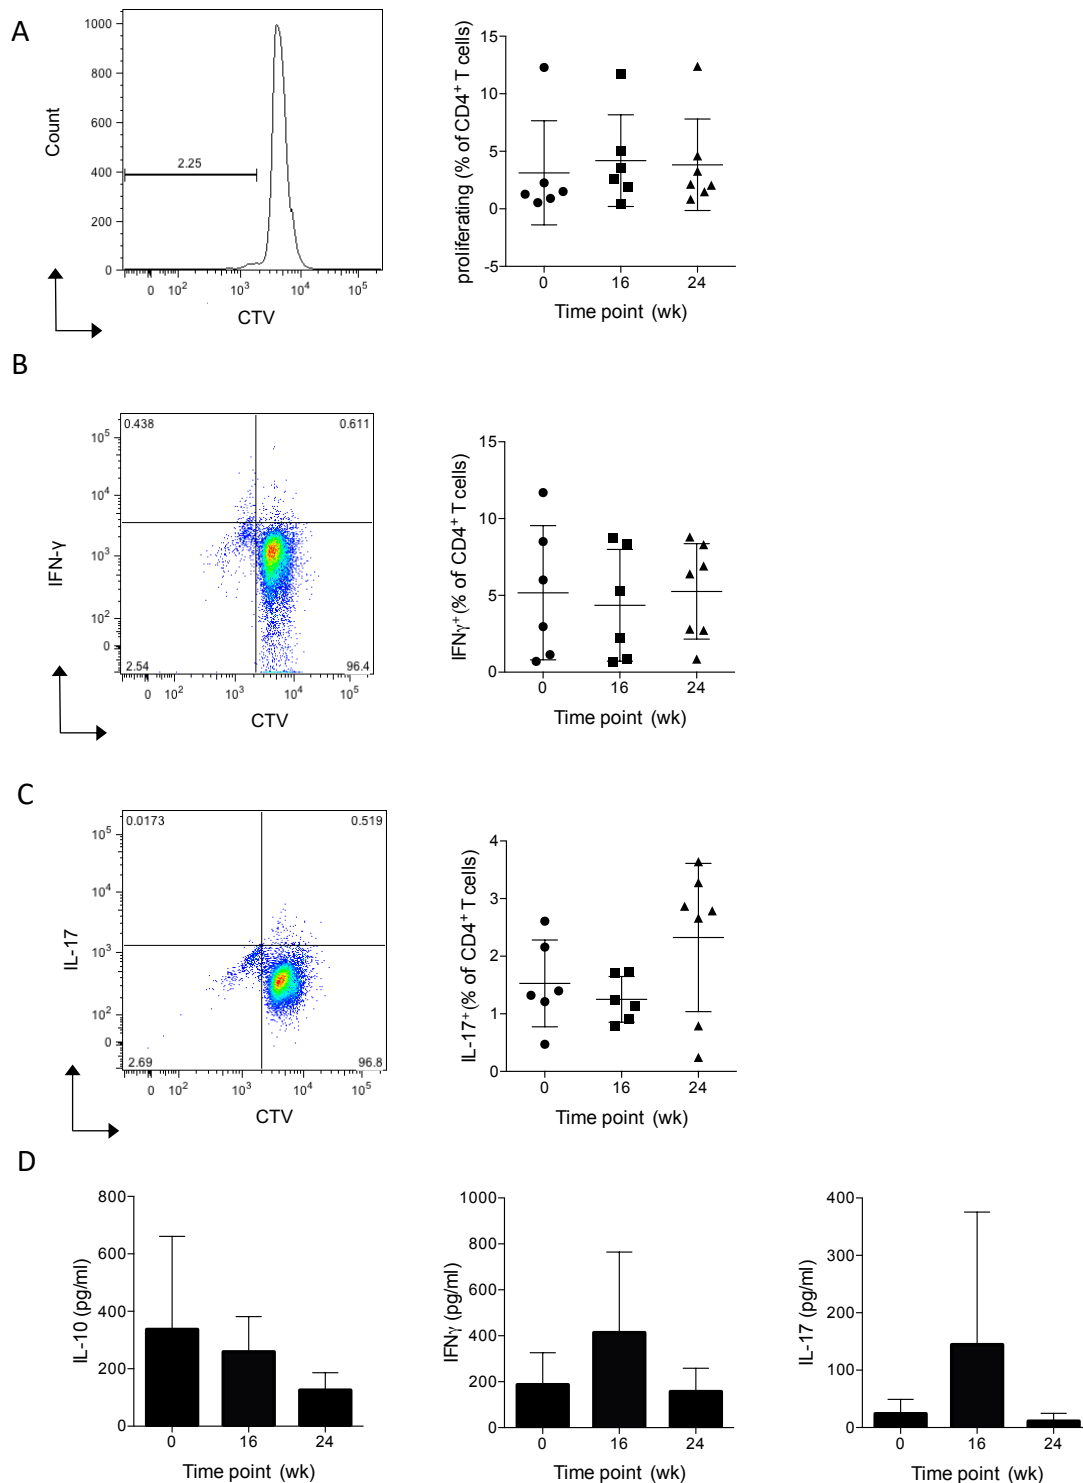 A
1000
800
600
400
200
0
Count
2.25
0 10² 10³ 10⁴ 10⁵
CTV
15
10
5
0
-5
proliferating (% of CD4⁺ T cells)
0 16 24
Time point (wk)
B
0.438 0.611
10⁵
10⁴
10³
10²
0
IFN-γ
2.54 96.4
0 10² 10³ 10⁴ 10⁵
CTV
15
10
5
0
IFNγ⁺(% of CD4⁺ T cells)
0 16 24
Time point (wk)
C
0.0173 0.519
10⁵
10⁴
10³
10²
0
IL-17
2.69 96.8
0 10² 10³ 10⁴ 10⁵
CTV
4
3
2
1
0
IL-17⁺(% of CD4⁺ T cells)
0 16 24
Time point (wk)
D
800
600
400
200
0
IL-10 (pg/ml)
0 16 24
Time point (wk)
1000
800
600
400
200
0
IFNγ (pg/ml)
0 16 24
Time point (wk)
400
300
200
100
0
IL-17 (pg/ml)
0 16 24
Time point (wk)